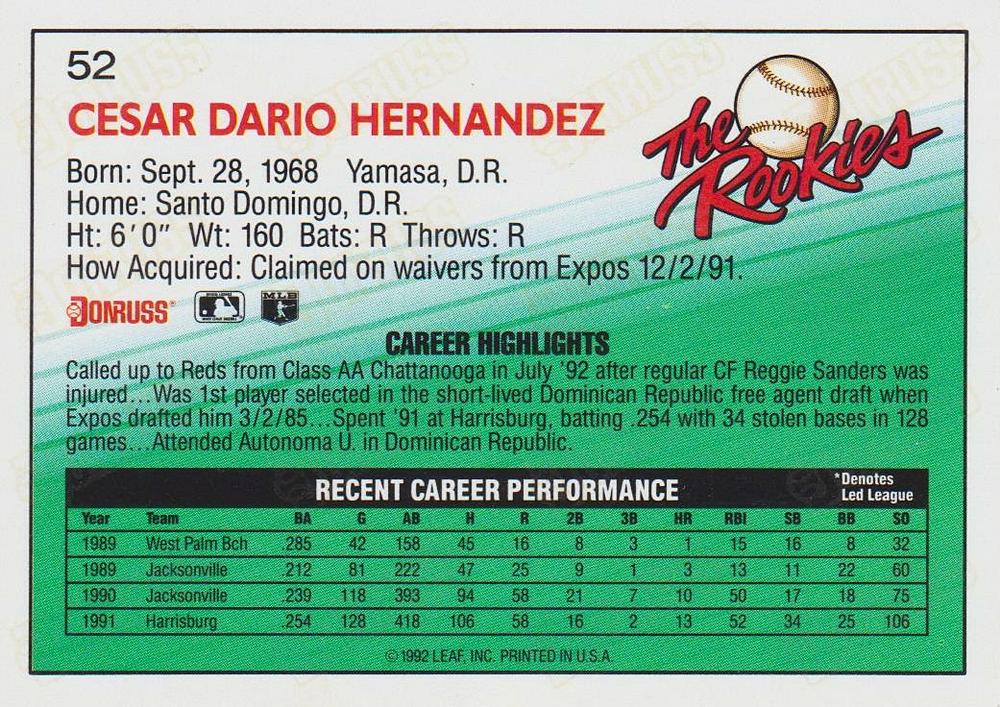 52
CESAR DARIO HERNANDEZ
The
Rookies
Born: Sept. 28, 1968 Yamasa, D.R.
Home: Santo Domingo, D.R.
Ht: 6'0" Wt: 160 Bats: R Throws: R
How Acquired: Claimed on waivers from Expos 12/2/91.
DONRUSS
MLB
CAREER HIGHLIGHTS
Called up to Reds from Class AA Chattanooga in July '92 after regular CF Reggie Sanders was
injured...Was 1st player selected in the short-lived Dominican Republic free agent draft when
Expos drafted him 3/2/85...Spent '91 at Harrisburg, batting .254 with 34 stolen bases in 128
games...Attended Autonoma U. in Dominican Republic.
RECENT CAREER PERFORMANCE
*Denotes
Led League
Year Team BA G AB H R 2B 3B HR RBI SB BB SO
1989 West Palm Bch .285 42 158 45 16 8 3 1 15 16 8 32
1989 Jacksonville .212 81 222 47 25 9 1 3 13 11 22 60
1990 Jacksonville .239 118 393 94 58 21 7 10 50 17 18 75
1991 Harrisburg .254 128 418 106 58 16 2 13 52 34 25 106
©1992 LEAF, INC. PRINTED IN U.S.A.